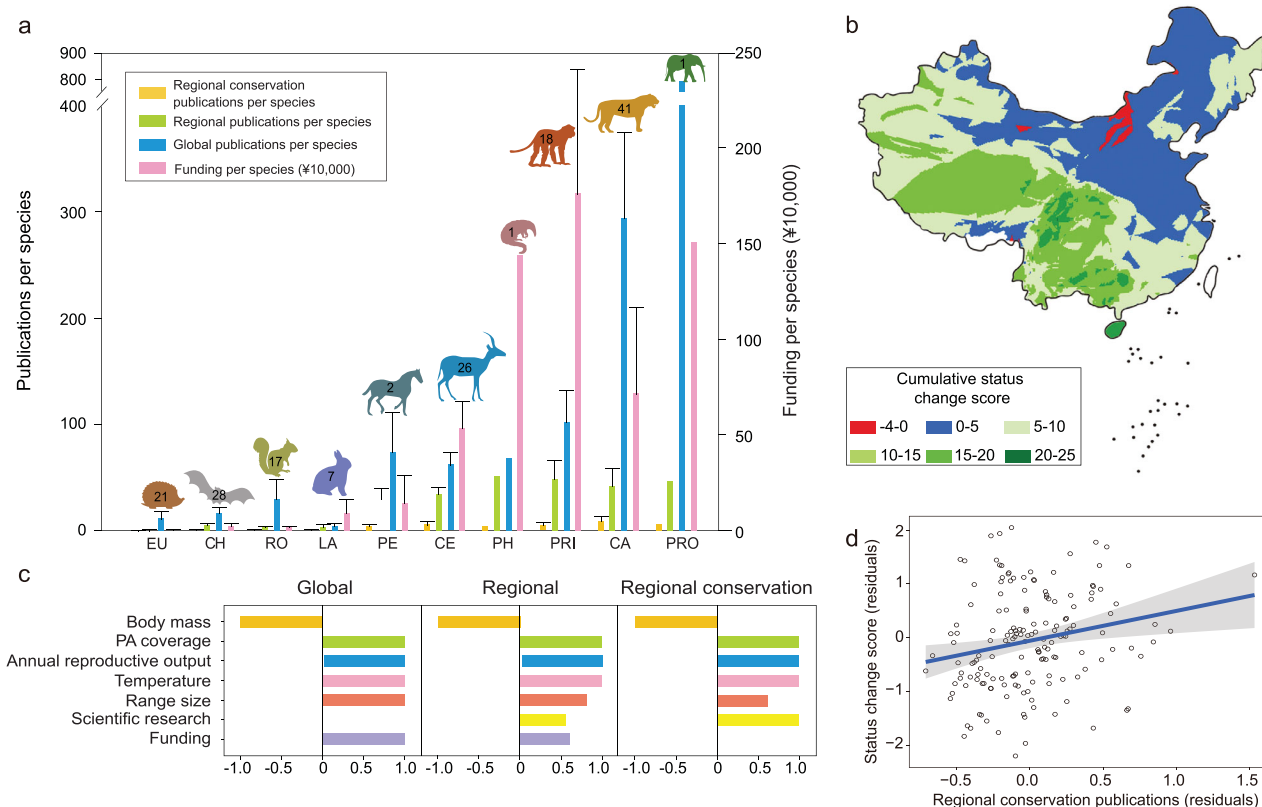 a
900
800
400
300
200
100
0
Publications per species
Regional conservation
publications per species
Regional publications per species
Global publications per species
Funding per species (¥10,000)
21
28
17
7
2
26
1
18
41
1
EU CH RO LA PE CE PH PRI CA PRO
250
200
150
100
50
0
Funding per species (¥10,000)
b
Cumulative status
change score
-4-0 0-5 5-10
10-15 15-20 20-25
c
Global Regional Regional conservation
Body mass
PA coverage
Annual reproductive output
Temperature
Range size
Scientific research
Funding
-1.0 -0.5 0 0.5 1.0 -1.0 -0.5 0 0.5 1.0 -1.0 -0.5 0 0.5 1.0
d
Status change score (residuals)
2
1
0
−1
−2
−0.5 0.0 0.5 1.0 1.5
Regional conservation publications (residuals)